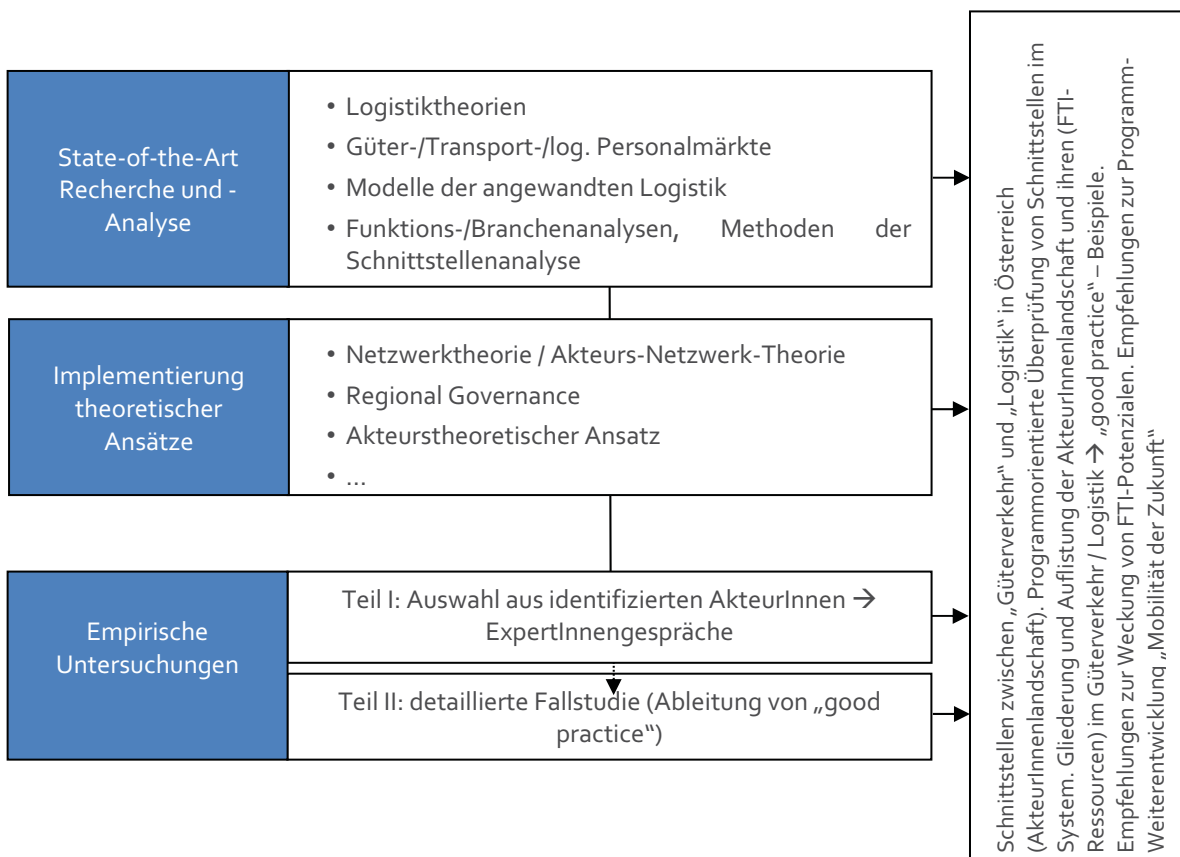 State-of-the-Art
Recherche und -
Analyse
• Logistiktheorien
• Güter-/Transport-/log. Personalmärkte
• Modelle der angewandten Logistik
• Funktions-/Branchenanalysen, Methoden der
Schnittstellenanalyse
Implementierung
theoretischer
Ansätze
• Netzwerktheorie / Akteurs-Netzwerk-Theorie
• Regional Governance
• Akteurstheoretischer Ansatz
• ...
Empirische
Untersuchungen
Teil I: Auswahl aus identifizierten AkteurInnen →
ExpertInnengespräche
Teil II: detaillierte Fallstudie (Ableitung von „good
practice“)
Schnittstellen zwischen „Güterverkehr“ und „Logistik“ in Österreich
(AkteurInnenlandschaft). Programmorientierte Überprüfung von Schnittstellen im
System. Gliederung und Auflistung der AkteurInnenlandschaft und ihren (FTI-
Ressourcen) im Güterverkehr / Logistik → „good practice“ – Beispiele.
Empfehlungen zur Weckung von FTI-Potenzialen. Empfehlungen zur Programm-
Weiterentwicklung „Mobilität der Zukunft“